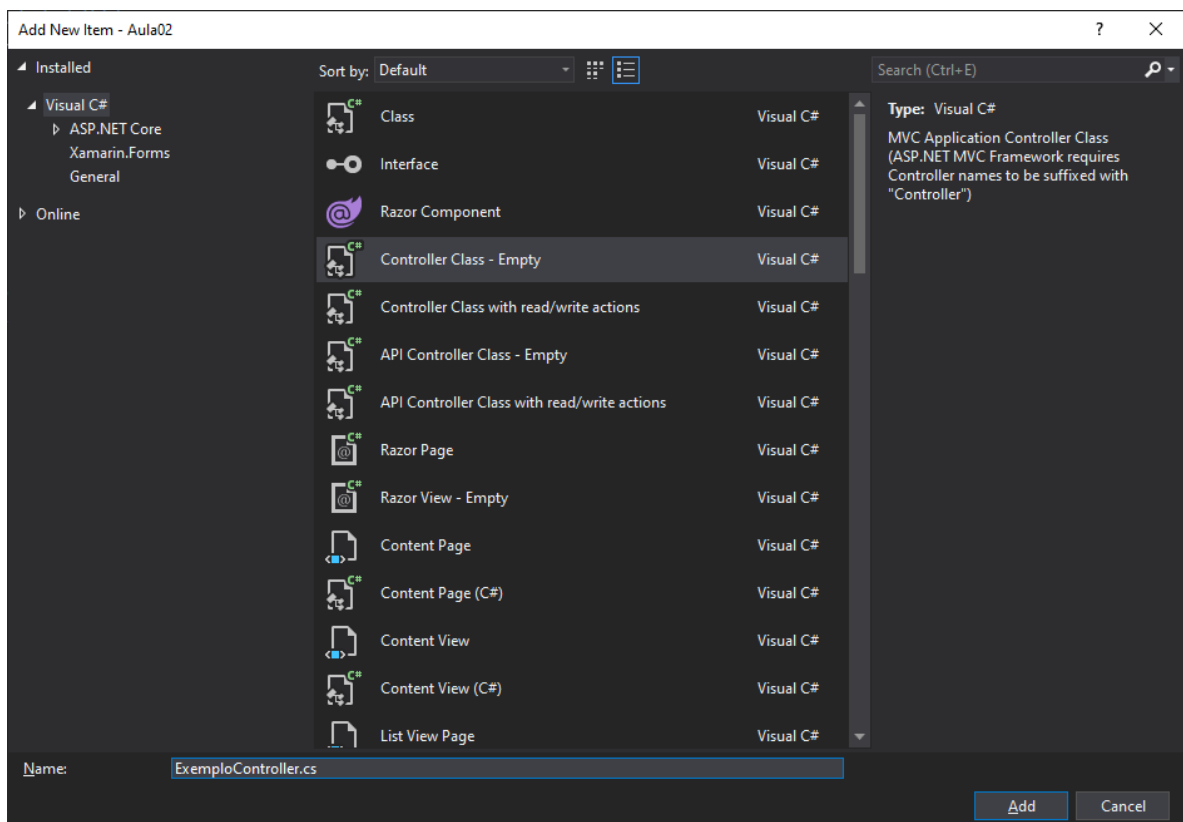 Add New Item - Aula02
?
Installed
Sort by: Default
Search (Ctrl+E)
Visual C#
ASP.NET Core
Xamarin.Forms
General
Online
Class Visual C#
Interface Visual C#
Razor Component Visual C#
Controller Class - Empty Visual C#
Controller Class with read/write actions Visual C#
API Controller Class - Empty Visual C#
API Controller Class with read/write actions Visual C#
Razor Page Visual C#
Razor View - Empty Visual C#
Content Page Visual C#
Content Page (C#) Visual C#
Content View Visual C#
Content View (C#) Visual C#
List View Page Visual C#
Type: Visual C#
MVC Application Controller Class
(ASP.NET MVC Framework requires
Controller names to be suffixed with
"Controller")
Name: ExemploController.cs
Add Cancel